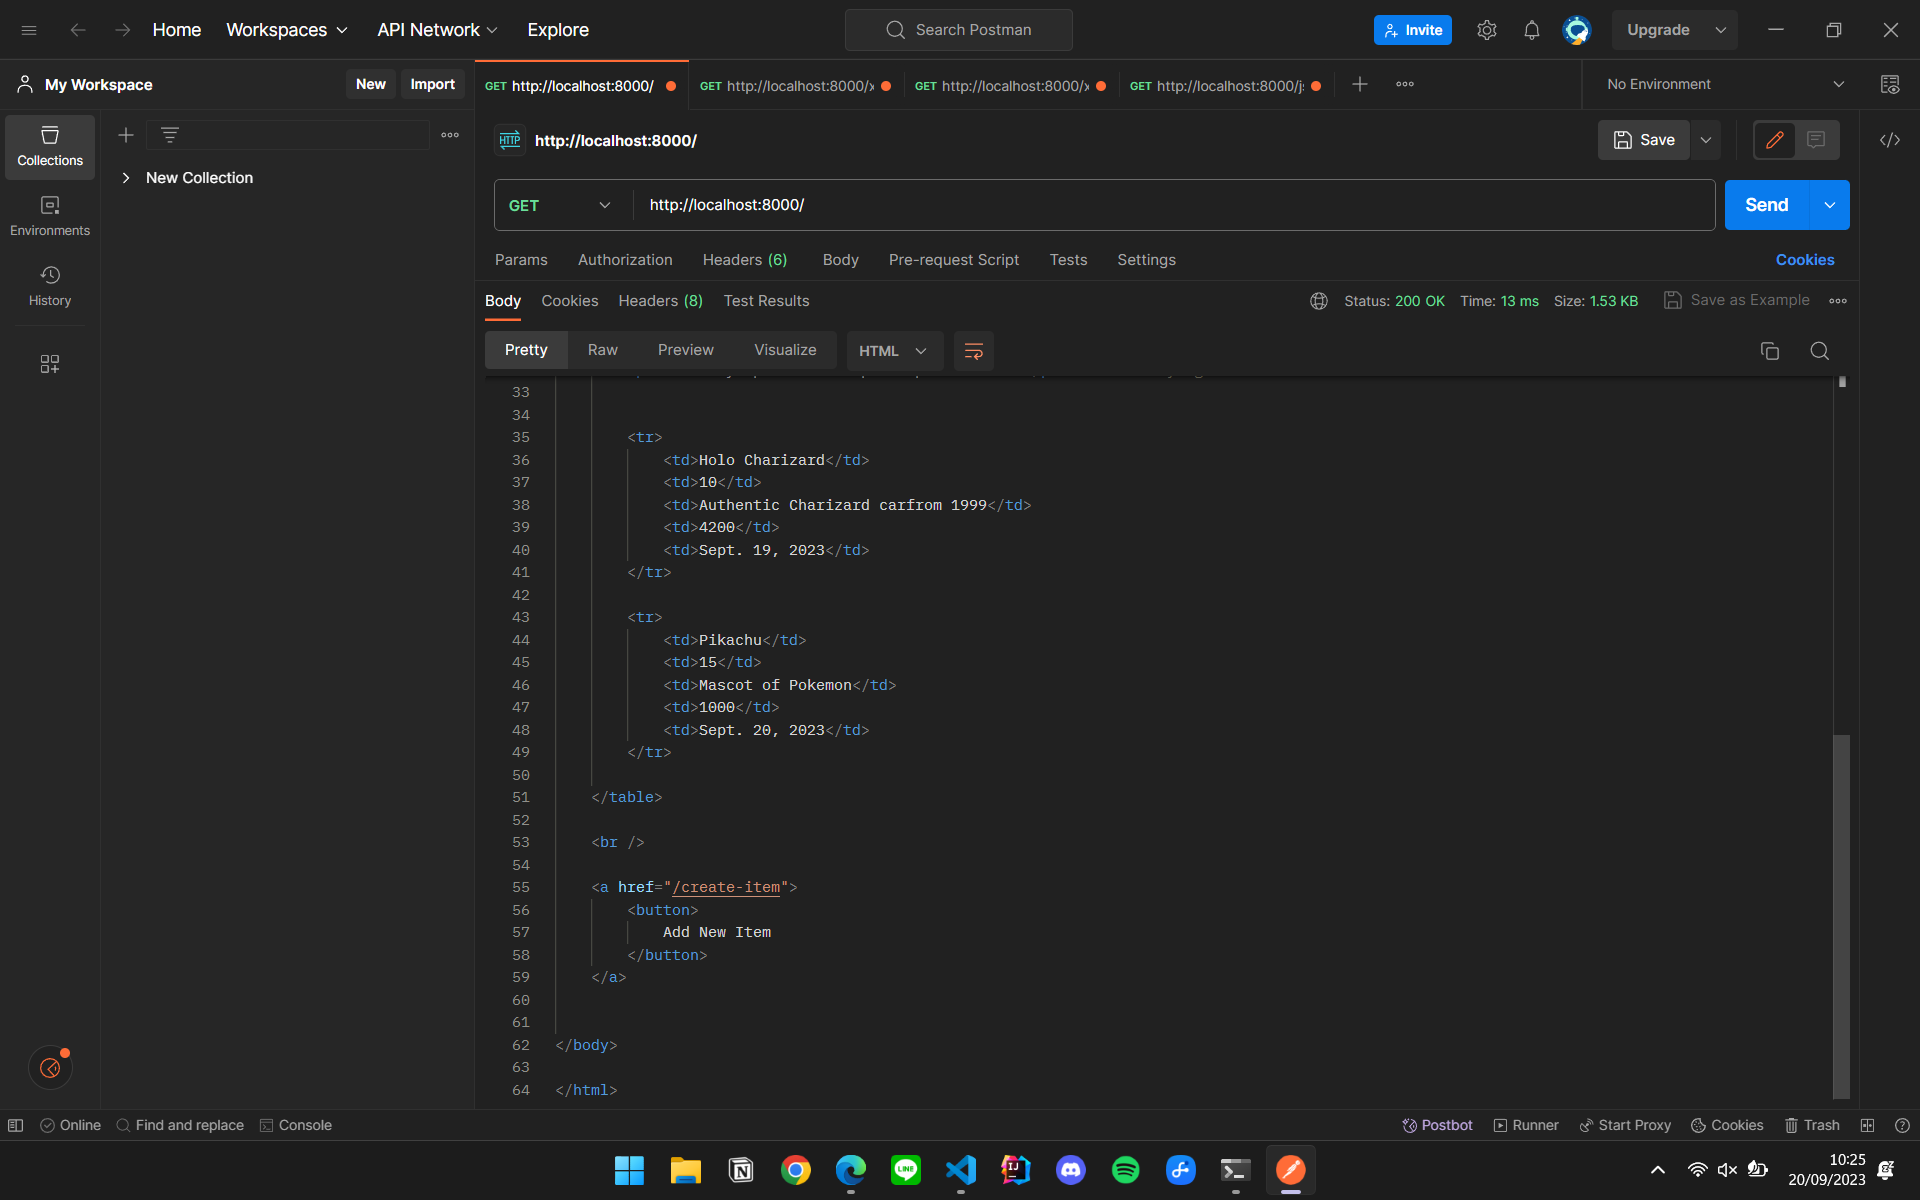 Home Workspaces API Network Explore Search Postman Invite Upgrade
My Workspace New Import GET http://localhost:8000/ GET http://localhost:8000/x GET http://localhost:8000/x GET http://localhost:8000/j No Environment
Collections
HTTP http://localhost:8000/ Save
New Collection
GET http://localhost:8000/ Send
Environments
Params Authorization Headers (6) Body Pre-request Script Tests Settings Cookies
History
Body Cookies Headers (8) Test Results Status: 200 OK Time: 13 ms Size: 1.53 KB Save as Example
Pretty Raw Preview Visualize HTML
33
34
35 <tr>
36 <td>Holo Charizard</td>
37 <td>10</td>
38 <td>Authentic Charizard carfrom 1999</td>
39 <td>4200</td>
40 <td>Sept. 19, 2023</td>
41 </tr>
42
43 <tr>
44 <td>Pikachu</td>
45 <td>15</td>
46 <td>Mascot of Pokemon</td>
47 <td>1000</td>
48 <td>Sept. 20, 2023</td>
49 </tr>
50
51 </table>
52
53 <br />
54
55 <a href="/create-item">
56 <button>
57 Add New Item
58 </button>
59 </a>
60
61
62 </body>
63
64 </html>
Online Find and replace Console Postbot Runner Start Proxy Cookies Trash
LINE IJ 10:25
20/09/2023